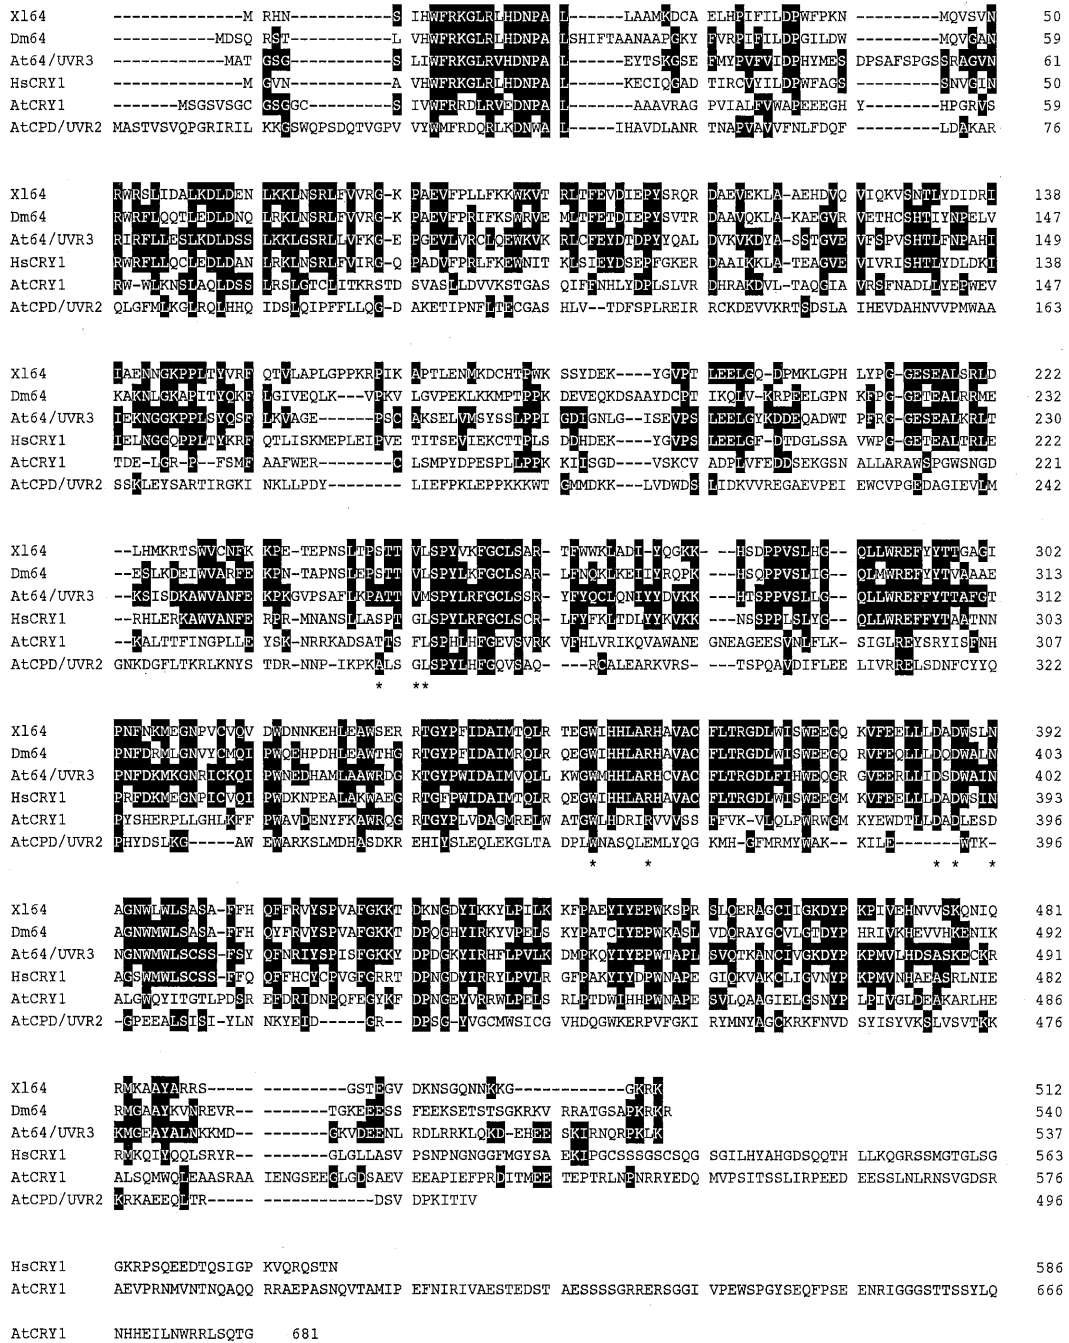 Xl64 --------------M RHN------------S IHWFRKGLRLHDNPA L------LAAMKDCA ELHPIFILDPWFPKN ----------MQVSVN 50
Dm64 -----------MDSQ RST------------L VHWFRKGLRLHDNPA LSHIFTAANAAPGKY FVRPIFILDPGILDW ----------MQVGAN 59
At64/UVR3 ------------MAT GSG------------S LIWFRKGLRVHDNPA L------EYTSKGSE FMYPVFVIDPHYMES DPSAFSPGSSRAGVN 61
HsCRY1 --------------M GVN------------A VHWFRKGLRLHDNPA L------KECIQGAD TIRCVYILDPWFAGS ----------SNVGIN 50
AtCRY1 -------MSGSVSGC GSGGC----------S IVWFRRDLRVEDNPA L------AAAVRAG PVIALFVWAPEEEGH Y---------HPGRVS 59
AtCPD/UVR2 MASTVSVQPGRIRIL KKGSWQPSDQTVGPV VYWMFRDQRLKDNWA L------IHAVDLANR TNAPVAVVFNLFDQF ---------LDAKAR 76
Xl64 RWRSLIDALKDLDEN LKKLNSRLFVVRG-K PAEVFPLLFKKWKVT RLTFEVDIEPYSRQR DAEVEKLA-AEHDVQ VIQKVSNTLYDIDRI 138
Dm64 RWRFLQQTLEDLDNQ LRKLNSRLFVVRG-K PAEVFPRIFKSWRVE MLTFETDIEPYSVTR DAAVQKLA-KAEGVR VETHCSHTIYNPELV 147
At64/UVR3 RIRFLLESLKDLDSS LKKLGSRLLVFKG-E PGEVLVRCLQEWKVK RLCFEYDTDPYYQAL DVKVKDYA-SSTGVE VFSPVSHTLFNPAHI 149
HsCRY1 RWRFLLQCLEDLDAN LRKLNSRLFVIRG-Q PADVFPRLFKEWNIT KLSIEYDSEPFGKER DAAIKKLA-TEAGVE VIVRISHTLYDLDKI 138
AtCRY1 RW-WLKNSLAQLDSS LRSLGTCLITKRSTD SVASLLDVVKSTGAS QIFFNHLYDPLSLVR DHRAKDVL-TAQGIA VRSFNADLLYEPWEV 147
AtCPD/UVR2 QLGFMLKGLRQLHHQ IDSLQIPFFLLQG-D AKETIPNFLTECGAS HLV--TDFSPLREIR RCKDEVVKRTSDSLA IHEVDAHNVVPMWAA 163
Xl64 IAENNGKPPLTYVRF QTVLAPLGPPKRPIK APTLENMKDCHTPWK SSYDEK----YGVPT LEELGQ-DPMKLGPH LYPG-GESEALSRLD 222
Dm64 KAKNLGKAPITYQKF LGIVEQLK----VPKV LGVPEKLKKMPTPPK DEVEQKDSAAYDCPT IKQLV-KRPEELGPN KFPG-GETEALRRME 232
At64/UVR3 IEKNGGKPPLSYQSF LKVAGE------PSC AKSELVMSYSSLPPI GDIGNLG-ISEVPS LEELGYKDDEQADWT PFRG-GESEALKRLT 230
HsCRY1 IELNGGQPPLTYKRF QTLISKMEPLEIPVE TITSEVIEKCTTPLS DDHDEK----YGVPS LEELGF-DTDGLSSA VWPG-GETEALTRLE 222
AtCRY1 TDE-LGR-P--FSMF AAFWER--------C LSMPYDPESPLLPPK KIISGD---VSKCV ADPLVFEDDSEKGSN ALLARAWSPGWSNGD 221
AtCPD/UVR2 SSKLEYSARTIRGKI NKLLPDY-------- LIEFPKLEPPKKKWT GMMDKK--LVDWDS LIDKVVREGAEVPEI EWCVPGEDAGIEVLM 242
Xl64 --LHMKRTSWVCNFK KPE-TEPNSLTPSTT VLSPYVKFGCLSAR- TFWWKLADI-YQGKK ---HSDPPVSLHG- -QLLWREFYYTTGAGI 302
Dm64 --ESLKDEIWVARFE KPN-TAPNSLEPSTT VLSPYLKFGCLSAR- LFNQKLKEIIYRQPK ---HSQPPVSLIG- -QLMWREFYYTVAAAE 313
At64/UVR3 --KSISDKAWVANFE KPKGVPSAFLKPATT VMSPYLRFGCLSSR- YFYQCLQNIYYDVKK ---HTSPPVSLLG- -QLLWREFFYTTAFGT 312
HsCRY1 --RHLERKAWVANFE RPR-MNANSLLASPT GLSPYLRFGCLSCR- LFYFKLTDLYYKVKK ---NSSPPLSLYG- -QLLWREFFYTAATNN 303
AtCRY1 --KALTTFINGPLLE YSK-NRRKADSATTS FLSPHLHFGEVSVRK VFHLVRIKQVAWANE GNEAGEESVNLFLK- SIGLREYSRYISFNH 307
AtCPD/UVR2 GNKDGFLTKRLKNYS TDR-NNP-IKPKALS GLSPYLHFGQVSAQ- --RCALEARKVRS- --TSPQAVDIFLEE LIVRRELSDNFCYYQ 322
* **
Xl64 PNFNKMEGNPVCVQV DWDNNKEHLEAWSER RTGYPFIDAIMTQLR TEGWIHHLARHAVAC FLTRGDLWISWEEGQ KVFEELLLDADWSLN 392
Dm64 PNFDRMLGNVYCMQI PWQEHPDHLEAWTHG RTGYPFIDAIMRQLR QEGWIHHLARHAVAC FLTRGDLWISWEEGQ RVFEQLLLDQDWALN 403
At64/UVR3 PNFDKMKGNRICKQI PWNEDHAMLAAWRDG KTGYPWIDAIMVQLL KWGWMHHLARHCVAC FLTRGDLFIHWEQGR GVEERLLIDSDWAIN 402
HsCRY1 PRFDKMEGNPICVQI PWDKNPEALAKWAEG RTGFPWIDAIMTQLR QEGWIHHLARHAVAC FLTRGDLWISWEEGM KVFEELLLDADWSIN 393
AtCRY1 PYSHERPLLGHLKFF PWAVDENYFKAWRQG RTGYPLVDAGMRELW ATGWLHDRIRVVVSS FFVK-VLQLPWRWGM KYEWDTLLDADLESD 396
AtCPD/UVR2 PHYDSLKG-----AW EWARKSLMDHASDKR EHIYSLEQLEKGLTA DPLWNASQLEMLYQG KMH-GFMRMYWAK-- KILE------WTK- 396
* * * * *
Xl64 AGNWLWLSASA-FFH QFFRVYSPVAFGKKT DKNGDYIKKYLPILK KFPAEYIYEPWKSPR SLQERAGCIIGKDYP KPIVEHNVVSKQNIQ 481
Dm64 AGNWMWLSASA-FFH QYFRVYSPVAFGKKT DPQGHYIRKYVPELS KYPATCIYEPWKASL VDQRAYGCVLGTDYP HRIVKHEVVHKENIK 492
At64/UVR3 NGNWMWLSCSS-FSY QFNRIYSPISFGKKY DPDGKYIRHFLPVLK DMPKQYIYEPWTAPL SVQTKANCIVGKDYP KPMVLHDSASKECKR 491
HsCRY1 AGSWMWLSCSS-FFQ QFFHCYCPVGFGRRT DPNGDYIRRYLPVLR GFPAKYIYDPWNAPE GIQKVAKCLIGVNYP KPMVNHAEASRLNIE 482
AtCRY1 ALGWQYITGTLPDSR EFDRIDNPQFEGYKF DPNGEYVRRWLPELS RLPTDWIHHPWNAPE SVLQAAGIELGSNYP LPIVGLDEAKARLHE 486
AtCPD/UVR2 -GPEEALSISI-YLN NKYEID-----GR-- DPSG-YVGCMWSICG VHDQGWKERPVFGKI RYMNYAGCKRKFNVD SYISYVKSLVSVTKK 476
Xl64 RMKAAYARRS----- ---------GSTEGV DKNSGQNNKKG---- --------GKRK 512
Dm64 RMGAAYKVNREVR-- -------TGKEEESS FEEKSETSTSGKRKV RRATGSAPKRKR 540
At64/UVR3 KMGEAYALNKKMD-- -------GKVDEENL RDLRRKLQKD-EHEE SKIRNQRPKLK 537
HsCRY1 RMKQIYQQLSRYR-- -------GLGLLASV PSNPNGNGGFMGYSA EKIPGCSSSGSCSQG SGILHYAHGDSQQTH LLKQGRSSMGTGLSG 563
AtCRY1 ALSQMWQLEAASRAA IENGSEEGLGDSAEV EEAPIEFPRDITMEE TEPTRLNPNRRYEDQ MVPSITSSLIRPEED EESSLNLRNSVGDSR 576
AtCPD/UVR2 KRKAEEQLTR----- ------------DSV DPKITIV 496
HsCRY1 GKRPSQEEDTQSIGP KVQRQSTN 586
AtCRY1 AEVPRNMVNTNQAQQ RRAEPASNQVTAMIP EFNIRIVAESTEDST AESSSSGRRERSGGI VPEWSPGYSEQFPSE ENRIGGGSTTSSYLQ 666
AtCRY1 NHHEILNWRRLSQTG 681